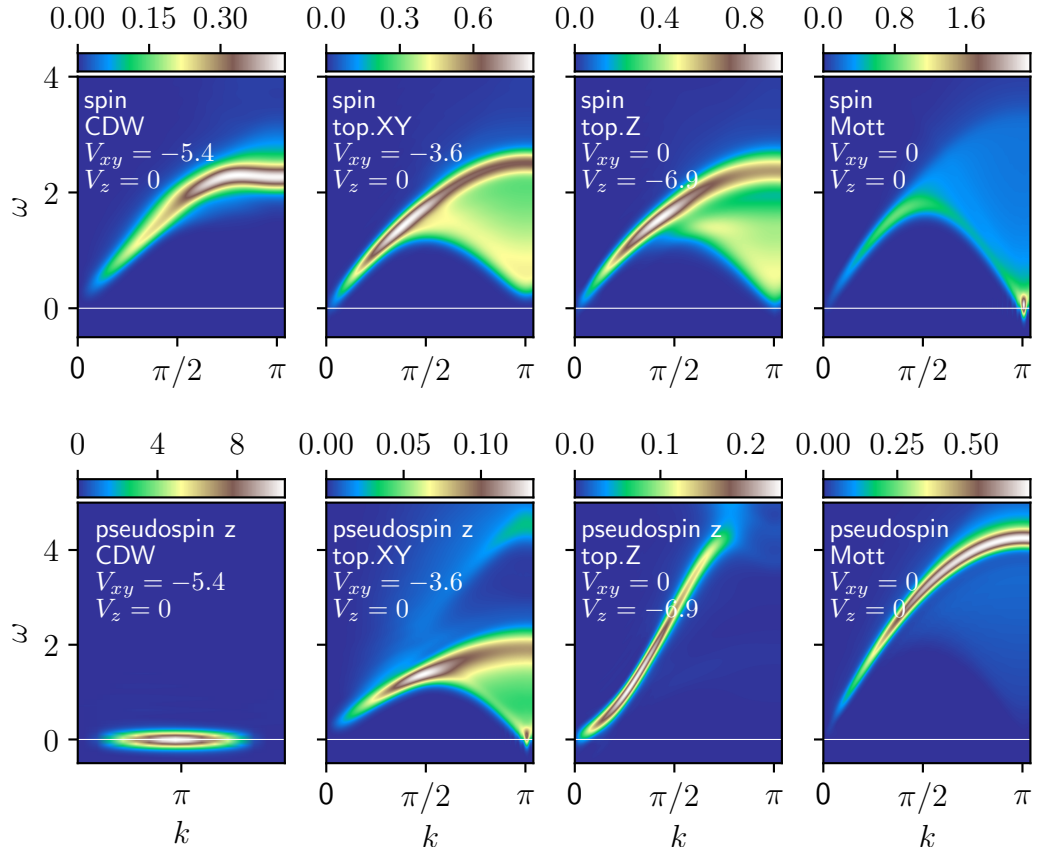 0.00 0.15 0.30
0.0 0.3 0.6
0.0 0.4 0.8
0.0 0.8 1.6
4
2
0
ω
spin
CDW
V_{xy} = −5.4
V_z = 0
spin
top.XY
V_{xy} = −3.6
V_z = 0
spin
top.Z
V_{xy} = 0
V_z = −6.9
spin
Mott
V_{xy} = 0
V_z = 0
0 π/2 π
0 π/2 π
0 π/2 π
0 π/2 π
0 4 8
0.00 0.05 0.10
0.0 0.1 0.2
0.00 0.25 0.50
4
2
0
ω
pseudospin z
CDW
V_{xy} = −5.4
V_z = 0
pseudospin z
top.XY
V_{xy} = −3.6
V_z = 0
pseudospin z
top.Z
V_{xy} = 0
V_z = −6.9
pseudospin
Mott
V_{xy} = 0
V_z = 0
π
0 π/2 π
0 π/2 π
0 π/2 π
k
k
k
k